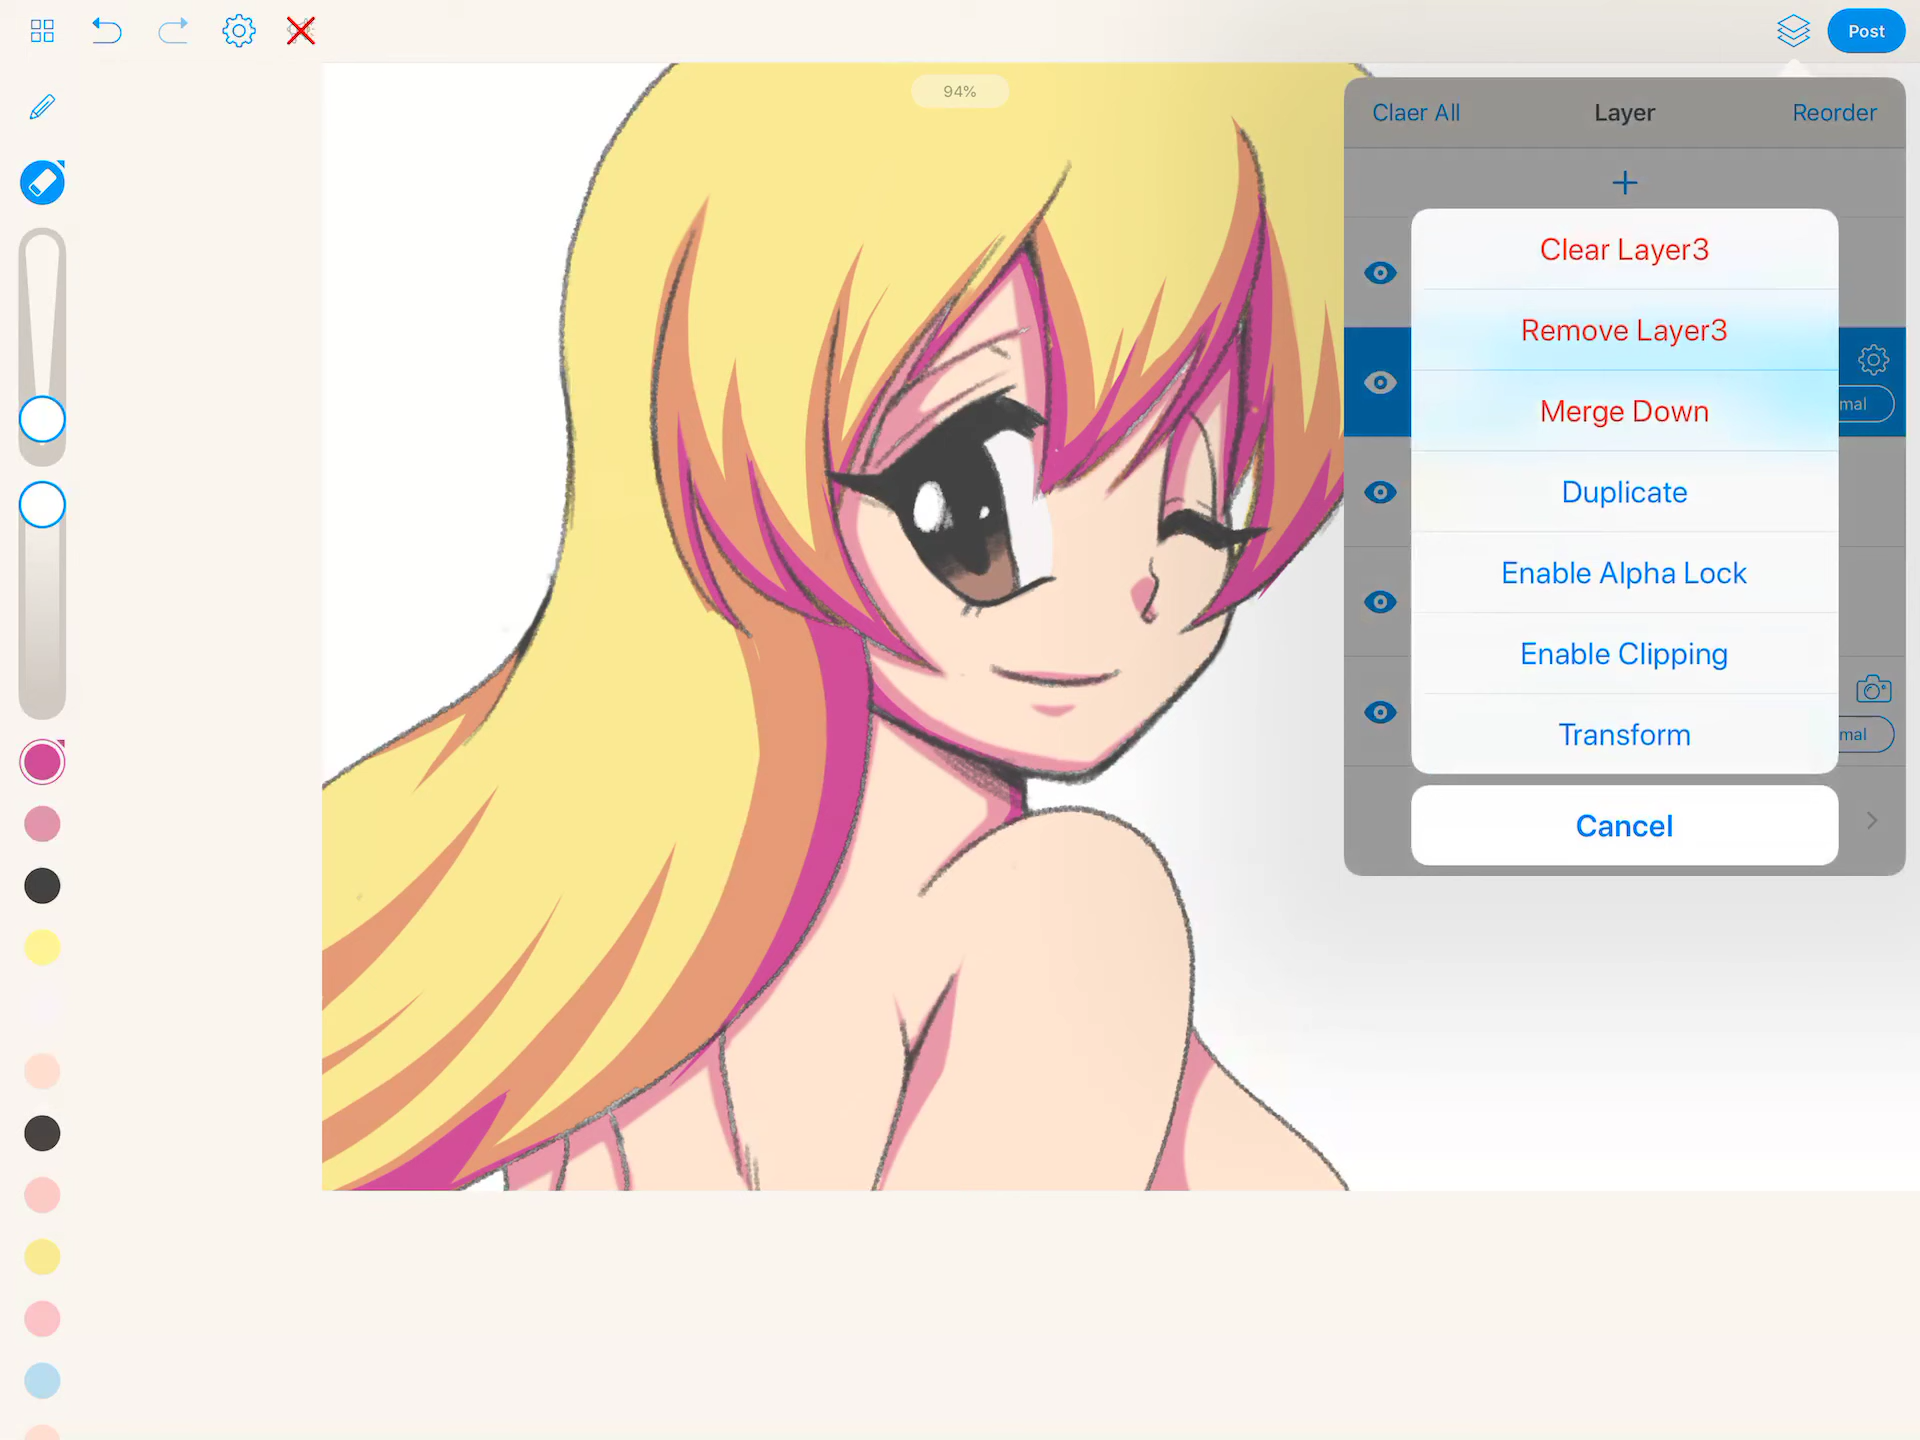 Post
94%
Claer All
Layer
Reorder
Clear Layer3
Remove Layer3
mal
Merge Down
Duplicate
Enable Alpha Lock
Enable Clipping
Transform
mal
Cancel